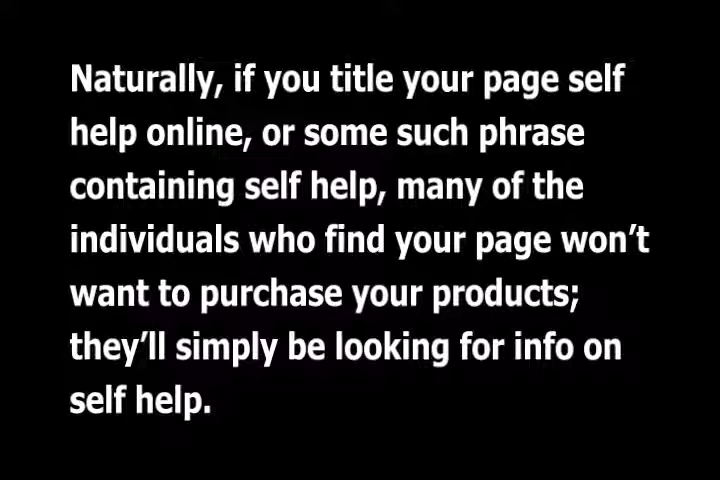 Naturally, if you title your page self
help online, or some such phrase
containing self help, many of the
individuals who find your page won’t
want to purchase your products;
they’ll simply be looking for info on
self help.